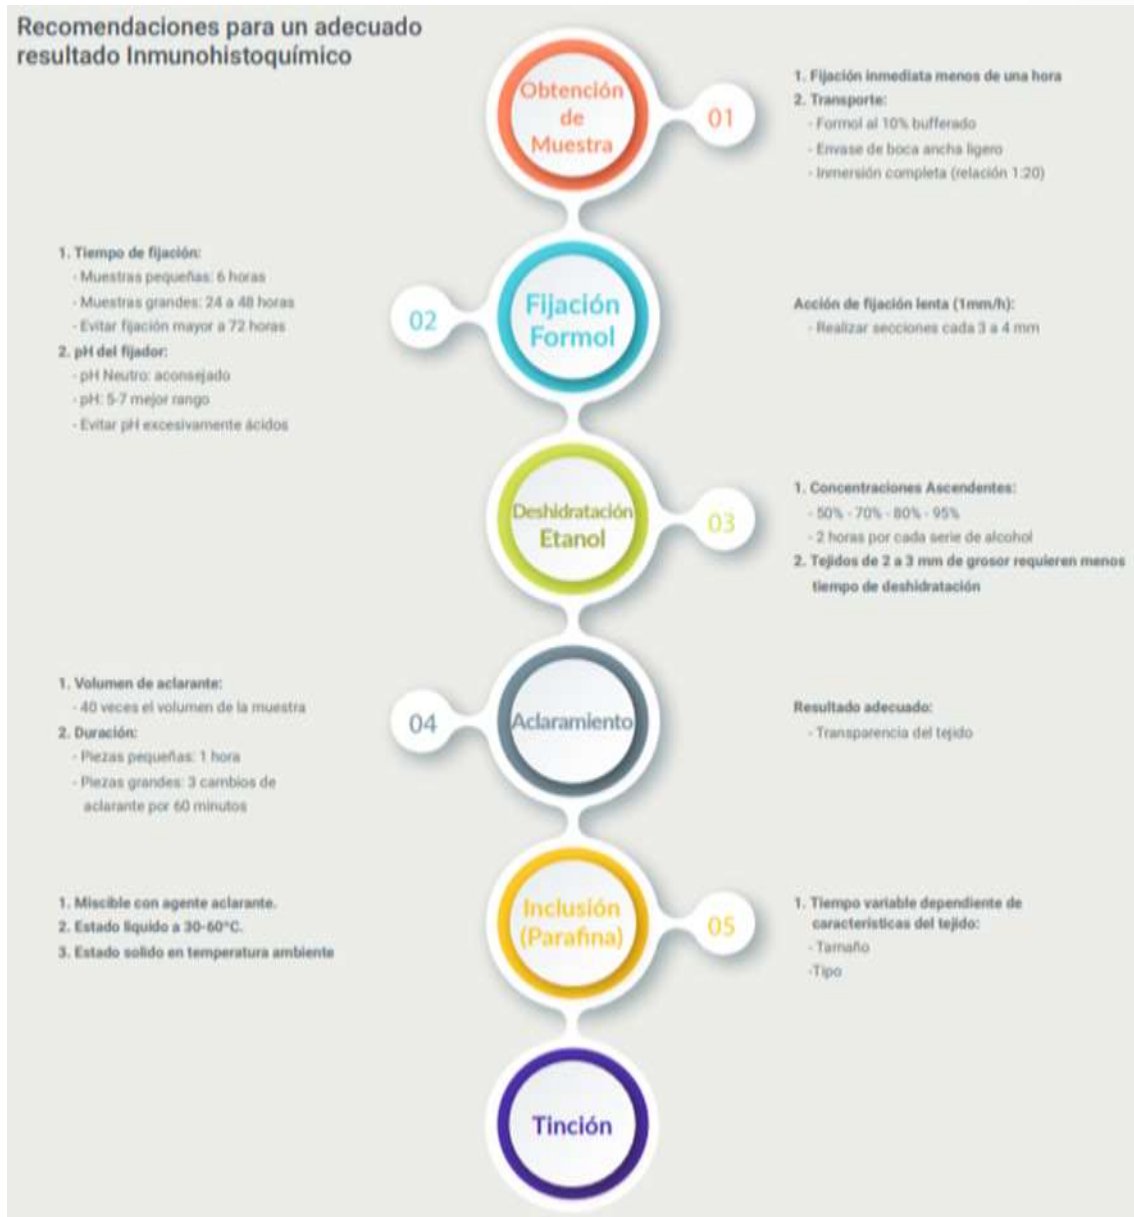 Recomendaciones para un adecuado
resultado Inmunohistoquímico
Obtención
de
Muestra
01
1. Fijación inmediata menos de una hora
2. Transporte:
- Formol al 10% bufferado
- Envase de boca ancha ligero
- Inmersión completa (relación 1:20)
1. Tiempo de fijación:
- Muestras pequeñas: 6 horas
- Muestras grandes: 24 a 48 horas
- Evitar fijación mayor a 72 horas
2. pH del fijador:
- pH Neutro: aconsejado
- pH: 5-7 mejor rango
- Evitar pH excesivamente ácidos
02
Fijación
Formol
Acción de fijación lenta (1mm/h):
- Realizar secciones cada 3 a 4 mm
Deshidratación
Etanol
03
1. Concentraciones Ascendentes:
- 50% - 70% - 80% - 95%
- 2 horas por cada serie de alcohol
2. Tejidos de 2 a 3 mm de grosor requieren menos
tiempo de deshidratación
1. Volumen de aclarante:
- 40 veces el volumen de la muestra
2. Duración:
- Piezas pequeñas: 1 hora
- Piezas grandes: 3 cambios de
aclarante por 60 minutos
04
Aclaramiento
Resultado adecuado:
- Transparencia del tejido
1. Miscible con agente aclarante.
2. Estado liquido a 30-60°C.
3. Estado solido en temperatura ambiente
Inclusión
(Parafina)
05
1. Tiempo variable dependiente de
características del tejido:
- Tamaño
-Tipo
Tinción